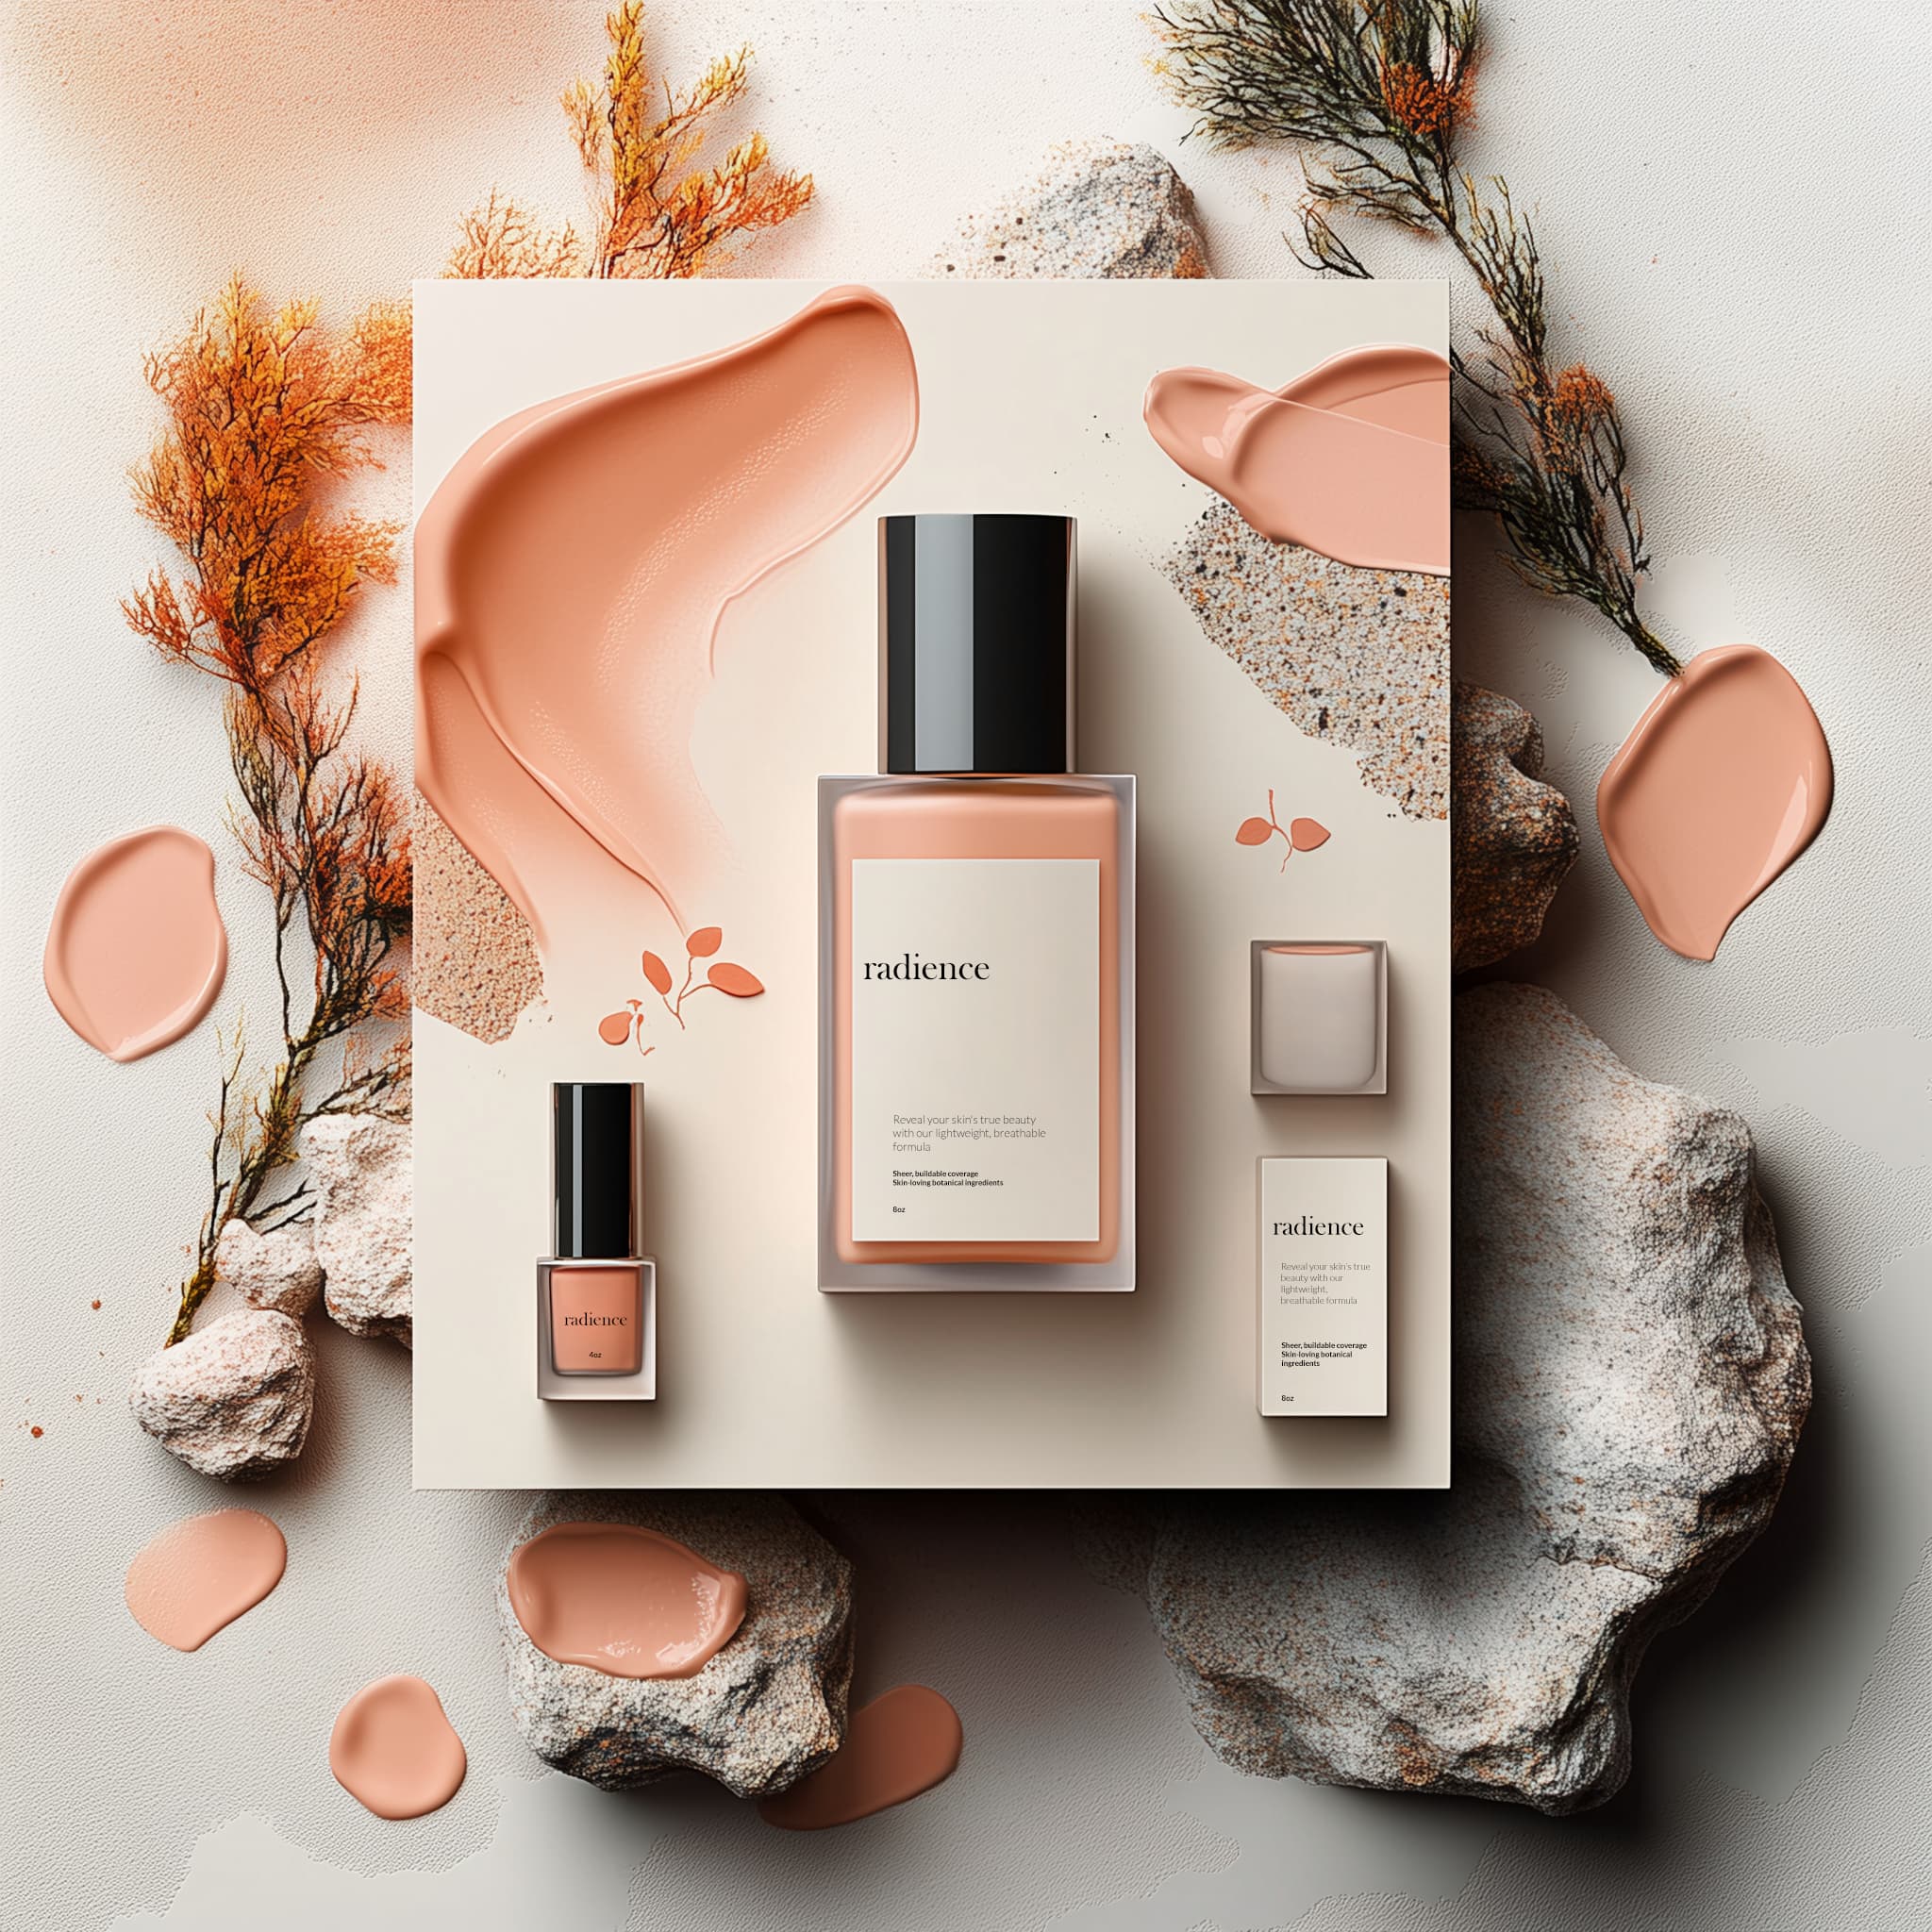 radience
Reveal your skin's true beauty
with our lightweight, breathable
formula
Sheer, buildable coverage
Skin-loving botanical ingredients
8oz
radience
4oz
radience
Reveal your skin's true
beauty with our
lightweight,
breathable formula
Sheer, buildable coverage
Skin-loving botanical
ingredients
8oz